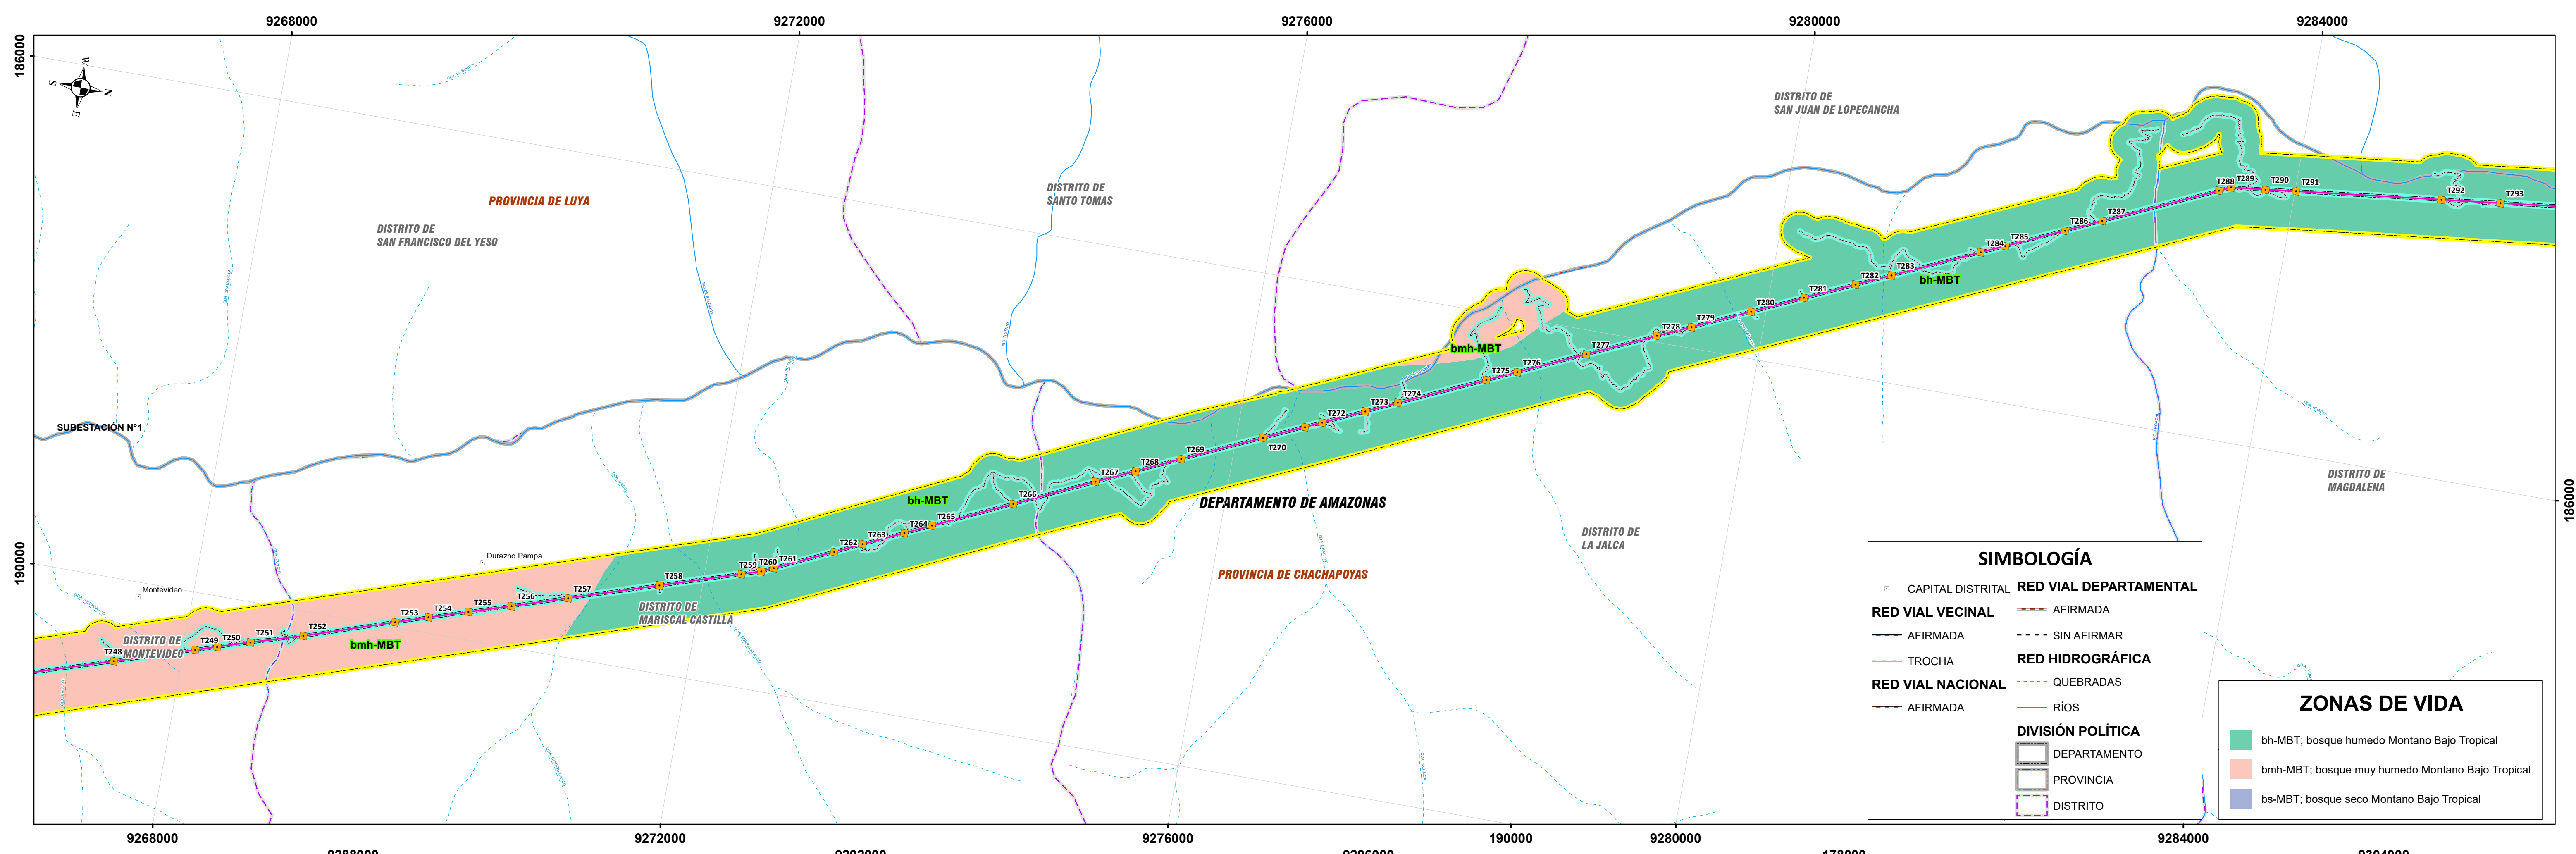 9268000
9272000
9276000
9280000
9284000
186000
W
S
N
E
DISTRITO DE
SAN JUAN DE LOPECANCHA
PROVINCIA DE LUYA
DISTRITO DE
SANTO TOMAS
DISTRITO DE
SAN FRANCISCO DEL YESO
T288
T289
T290
T291
T292
T293
T287
T286
T285
T284
T283
T282
bh-MBT
T281
T280
T279
T278
T277
T276
T275
bmh-MBT
T274
T273
T272
T270
T269
T268
T267
T266
T265
T264
T263
T262
bh-MBT
T261
T260
T259
T258
T257
T256
T255
T254
T253
T252
T251
T250
T249
T248
bmh-MBT
SUBESTACIÓN N°1
DEPARTAMENTO DE AMAZONAS
DISTRITO DE
MAGDALENA
186000
DISTRITO DE
LA JALCA
PROVINCIA DE CHACHAPOYAS
190000
Durazno Pampa
Montevideo
DISTRITO DE
MARISCAL CASTILLA
DISTRITO DE
MONTEVIDEO
SIMBOLOGÍA
CAPITAL DISTRITAL
RED VIAL VECINAL
AFIRMADA
TROCHA
RED VIAL NACIONAL
AFIRMADA
RED VIAL DEPARTAMENTAL
AFIRMADA
SIN AFIRMAR
RED HIDROGRÁFICA
QUEBRADAS
RÍOS
DIVISIÓN POLÍTICA
DEPARTAMENTO
PROVINCIA
DISTRITO
ZONAS DE VIDA
bh-MBT; bosque humedo Montano Bajo Tropical
bmh-MBT; bosque muy humedo Montano Bajo Tropical
bs-MBT; bosque seco Montano Bajo Tropical
9268000
9272000
9276000
190000
9280000
9284000